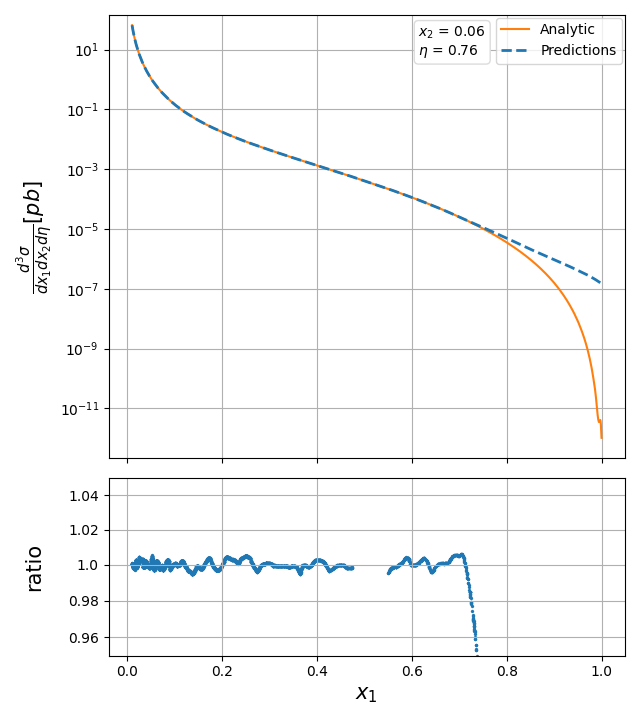 x₂ = 0.06
η = 0.76
Analytic
Predictions
10¹
10⁻¹
10⁻³
10⁻⁵
10⁻⁷
10⁻⁹
10⁻¹¹
d³σ
dx₁dx₂dη
[pb]
1.04
1.02
1.0
0.98
0.96
ratio
0.0 0.2 0.4 0.6 0.8 1.0
x₁